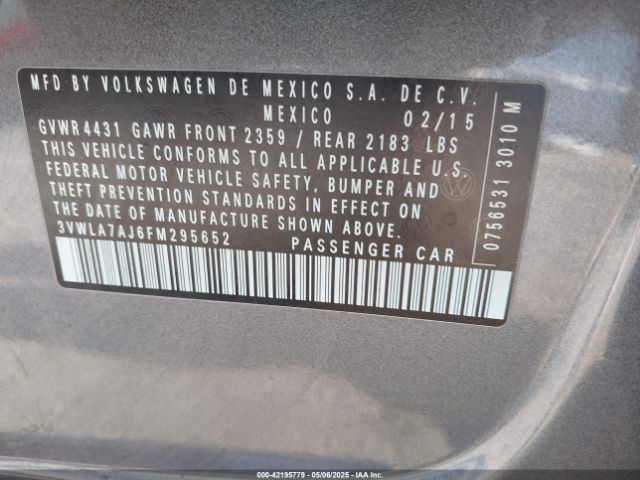 MFD BY VOLKSWAGEN DE MEXICO S.A. DE C.V.
MEXICO 02/15
GVWR4431 GAWR FRONT 2359 / REAR 2183 LBS
THIS VEHICLE CONFORMS TO ALL APPLICABLE U.S.
FEDERAL MOTOR VEHICLE SAFETY, BUMPER AND
THEFT PREVENTION STANDARDS IN EFFECT ON
THE DATE OF MANUFACTURE SHOWN ABOVE.
3VWLA7AJ6FM295652 PASSENGER CAR
0756531 3010 M
000-42195779 - 05/06/2025 - IAAI.COM